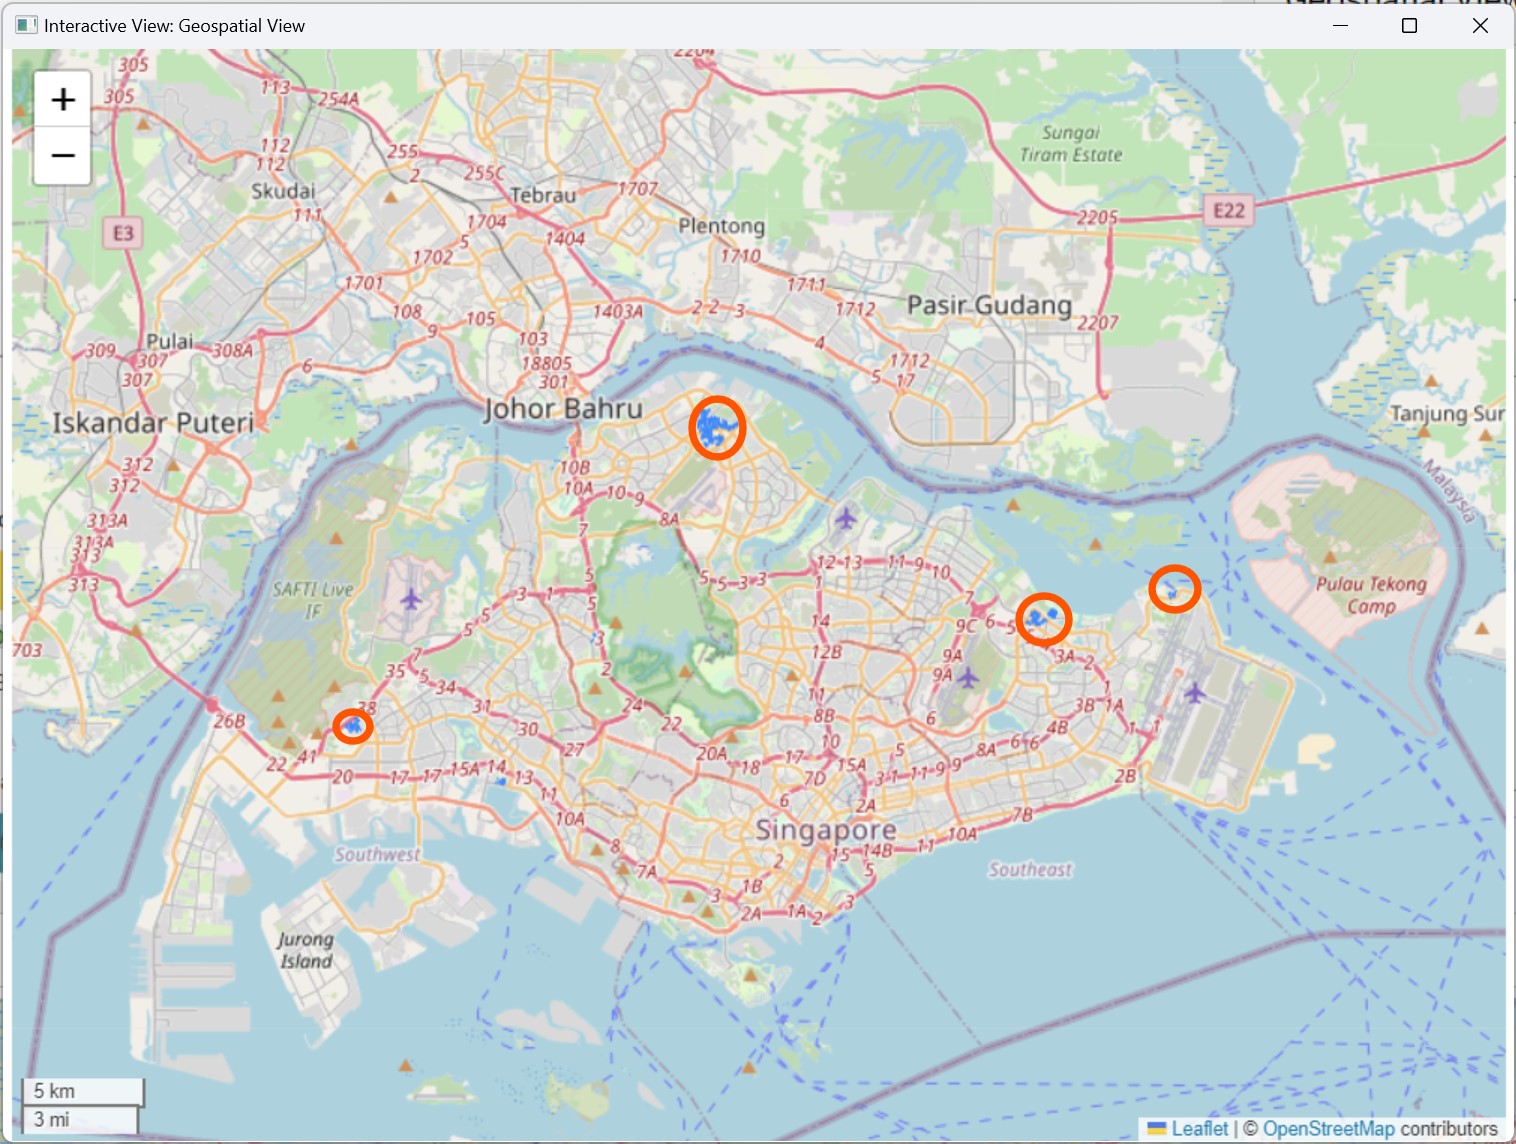 Interactive View: Geospatial View
+
−
305
305
113
254A
2204
112
112
255
2
255C
Skudai
111
Tebrau
1707
Sungai
Tiram Estate
1704
1404
Plentong
2205
E22
E3
5
1702
1710
1701
1711
1712
Pasir Gudang
2207
108
9
105
1403A
2
2
3
103
4
Pulai
309
307
307
308A
6
18805
301
1712
5
17
Iskandar Puteri
Johor Bahru
Tanjung Sur
312
312
10B
10A
10
9
8A
Malaysia
313A
313A
313
313
7
SAFTI Live
IF
5
5
3
1
5
5
5
3
3
12
13
11
9
10
1
7
Pulau Tekong
Camp
703
3
14
9C
6
5
12B
9A
9A
3A
2
7
35
5
34
2
11
1
38
31
24
22
8B
6
3B
1A
26B
30
27
20A
10
4B
1
1
22
41
20
17
17
15A
14
13
18
17
15A
5
8A
6
6
7D
3
1
11
9
9
2B
11
6
2A
7B
10A
Singapore
10A
8
15
14B
11
Southwest
2
5
Southeast
7A
1B
3
2A
1A
2
3
Jurong
Island
5 km
3 mi
Leaflet | © OpenStreetMap contributors